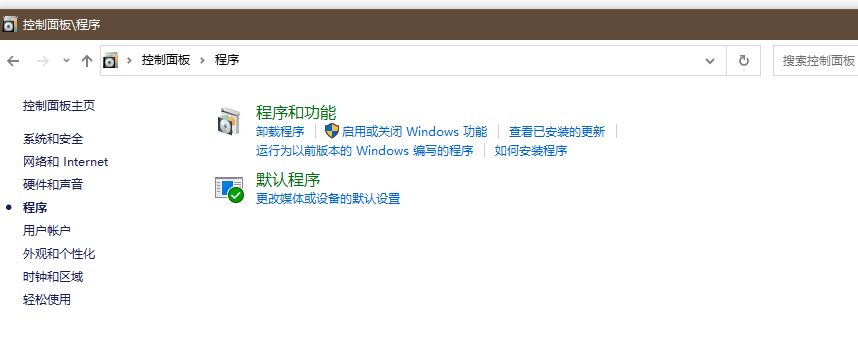 控制面板\程序
控制面板 程序
搜索控制面板
控制面板主页
系统和安全
网络和 Internet
硬件和声音
程序
用户帐户
外观和个性化
时钟和区域
轻松使用
程序和功能
卸载程序 启用或关闭 Windows 功能 查看已安装的更新
运行为以前版本的 Windows 编写的程序 如何安装程序
默认程序
更改媒体或设备的默认设置